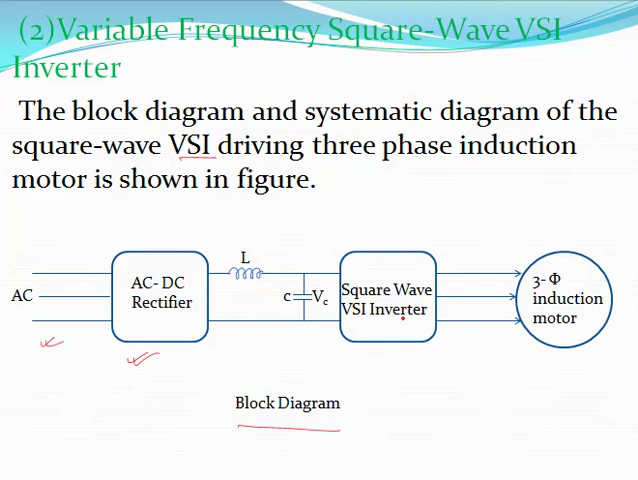 (2)Variable Frequency Square-Wave VSI
Inverter
The block diagram and systematic diagram of the
square-wave VSI driving three phase induction
motor is shown in figure.
L
AC
AC- DC
Rectifier
c
Vc
Square Wave
VSI Inverter
3- Φ
induction
motor
Block Diagram